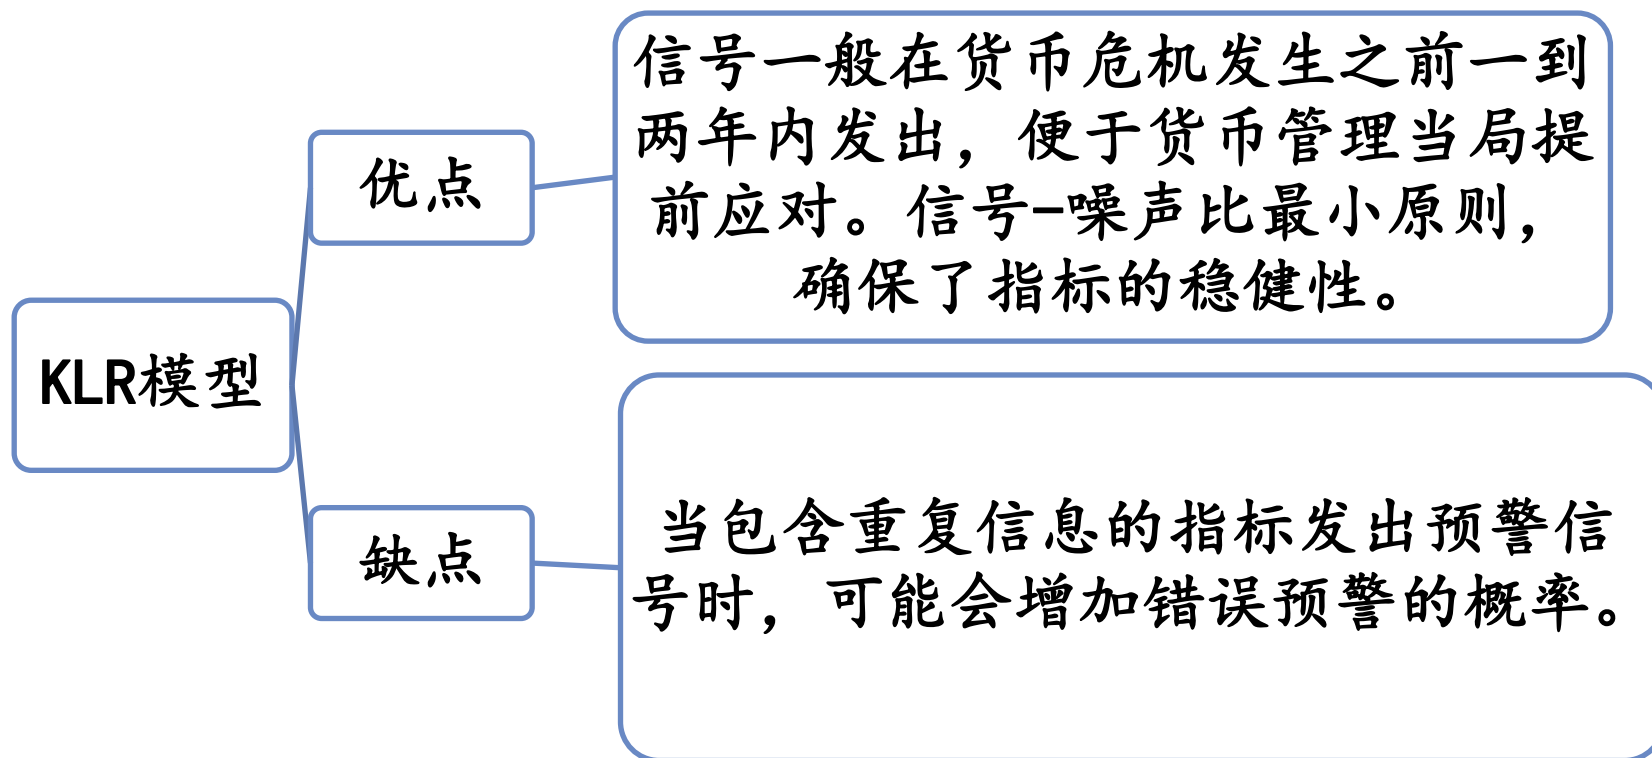 KLR模型
优点
信号一般在货币危机发生之前一到
两年内发出，便于货币管理当局提
前应对。信号-噪声比最小原则，
确保了指标的稳健性。
缺点
当包含重复信息的指标发出预警信
号时，可能会增加错误预警的概率。